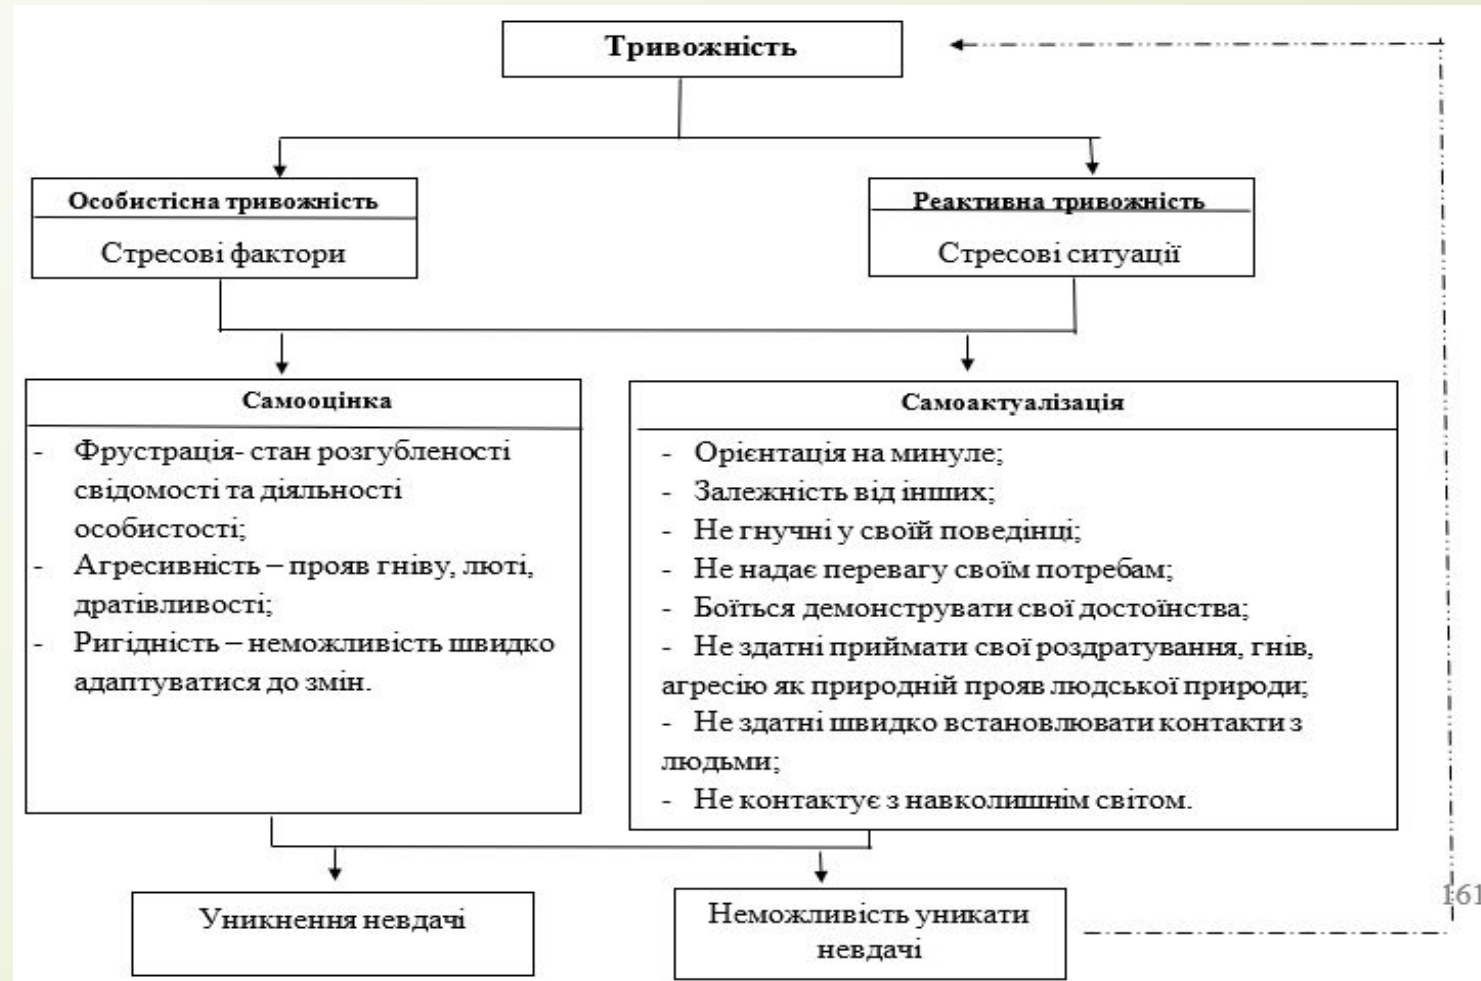 Тривожність
Особистісна тривожність
Стресові фактори
Реактивна тривожність
Стресові ситуації
Самооцінка
- Фрустрація- стан розгубленості
свідомості та діяльності
особистості;
- Агресивність – прояв гніву, люті,
дратівливості;
- Ригідність – неможливість швидко
адаптуватися до змін.
Самоактуалізація
- Орієнтація на минуле;
- Залежність від інших;
- Не гнучні у своїй поведінці;
- Не надає перевагу своїм потребам;
- Боїться демонструвати свої достоїнства;
- Не здатні приймати свої роздратування, гнів,
агресію як природній прояв людської природи;
- Не здатні швидко встановлювати контакти з
людьми;
- Не контактує з навколишнім світом.
Уникнення невдачі
Неможливість уникати
невдачі
161